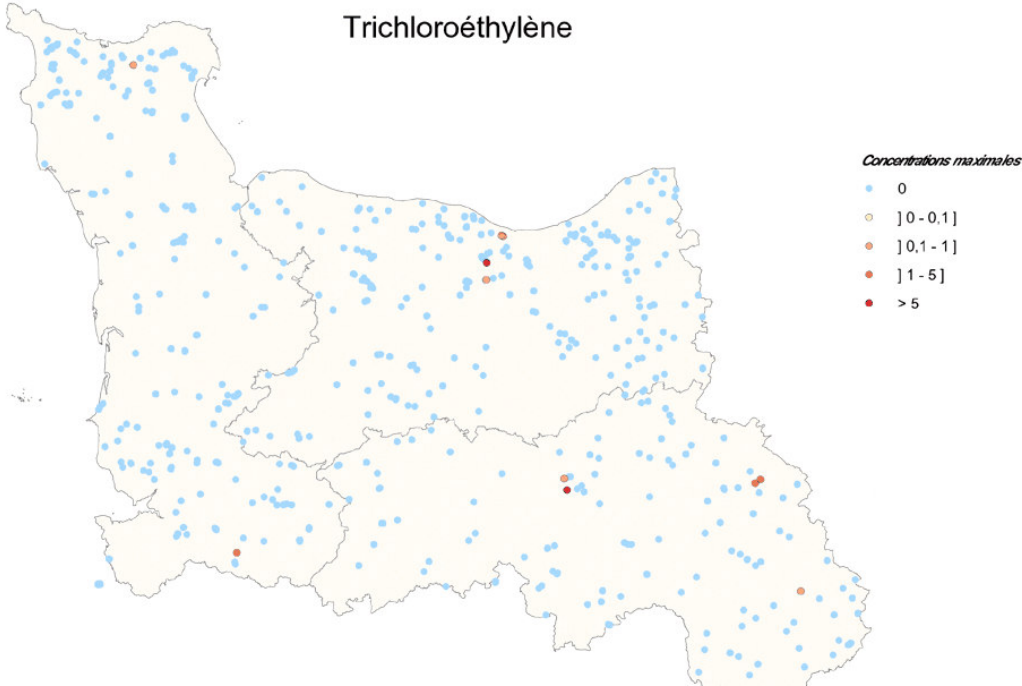 Trichloroéthylène
Concentrations maximales
0
] 0 - 0,1 ]
] 0,1 - 1 ]
] 1 - 5 ]
> 5